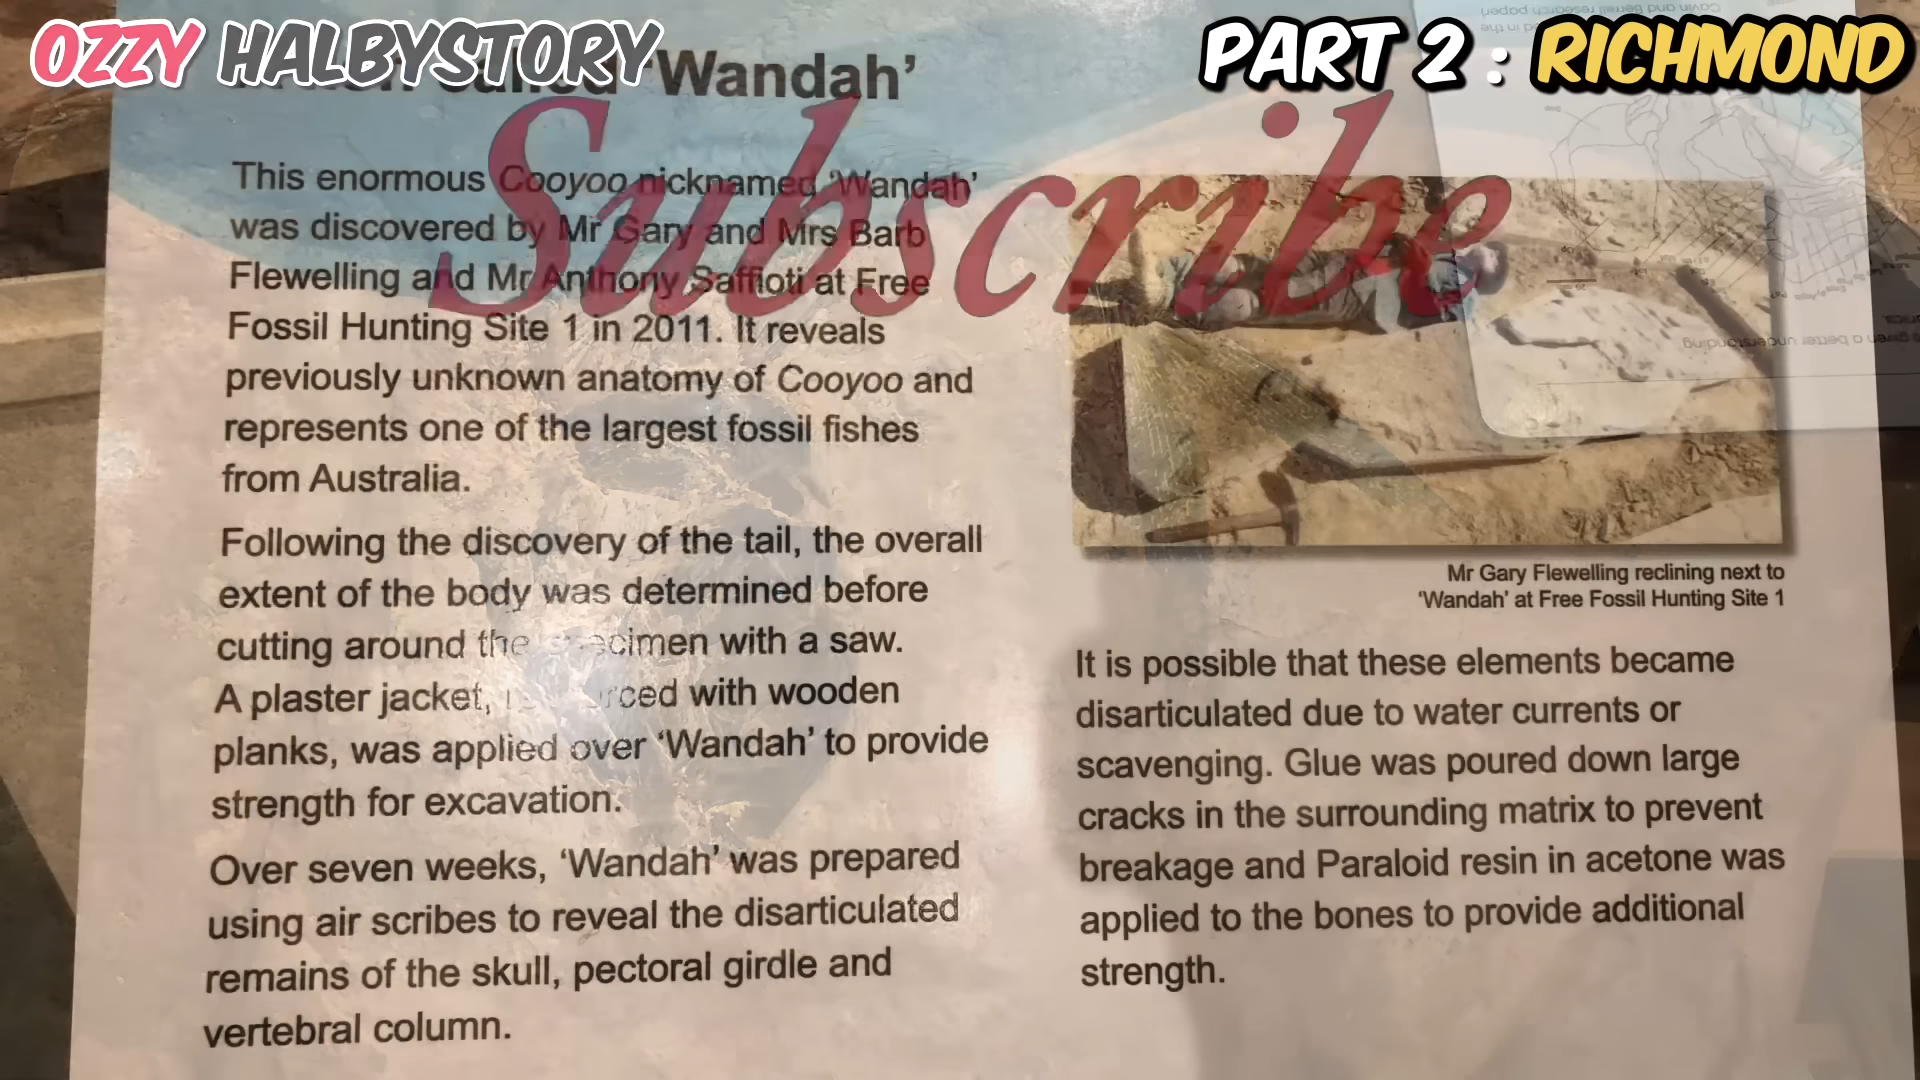 OZZY HALBYSTORY
PART 2 : RICHMOND
called 'Wandah'
Subscribe
This enormous Cooyoo nicknamed 'Wandah'
was discovered by Mr Gary and Mrs Barb
Flewelling and Mr Anthony Saffioti at Free
Fossil Hunting Site 1 in 2011. It reveals
previously unknown anatomy of Cooyoo and
represents one of the largest fossil fishes
from Australia.
Following the discovery of the tail, the overall
extent of the body was determined before
cutting around the specimen with a saw.
A plaster jacket, reinforced with wooden
planks, was applied over 'Wandah' to provide
strength for excavation.
Over seven weeks, 'Wandah' was prepared
using air scribes to reveal the disarticulated
remains of the skull, pectoral girdle and
vertebral column.
Mr Gary Flewelling reclining next to
'Wandah' at Free Fossil Hunting Site 1
It is possible that these elements became
disarticulated due to water currents or
scavenging. Glue was poured down large
cracks in the surrounding matrix to prevent
breakage and Paraloid resin in acetone was
applied to the bones to provide additional
strength.